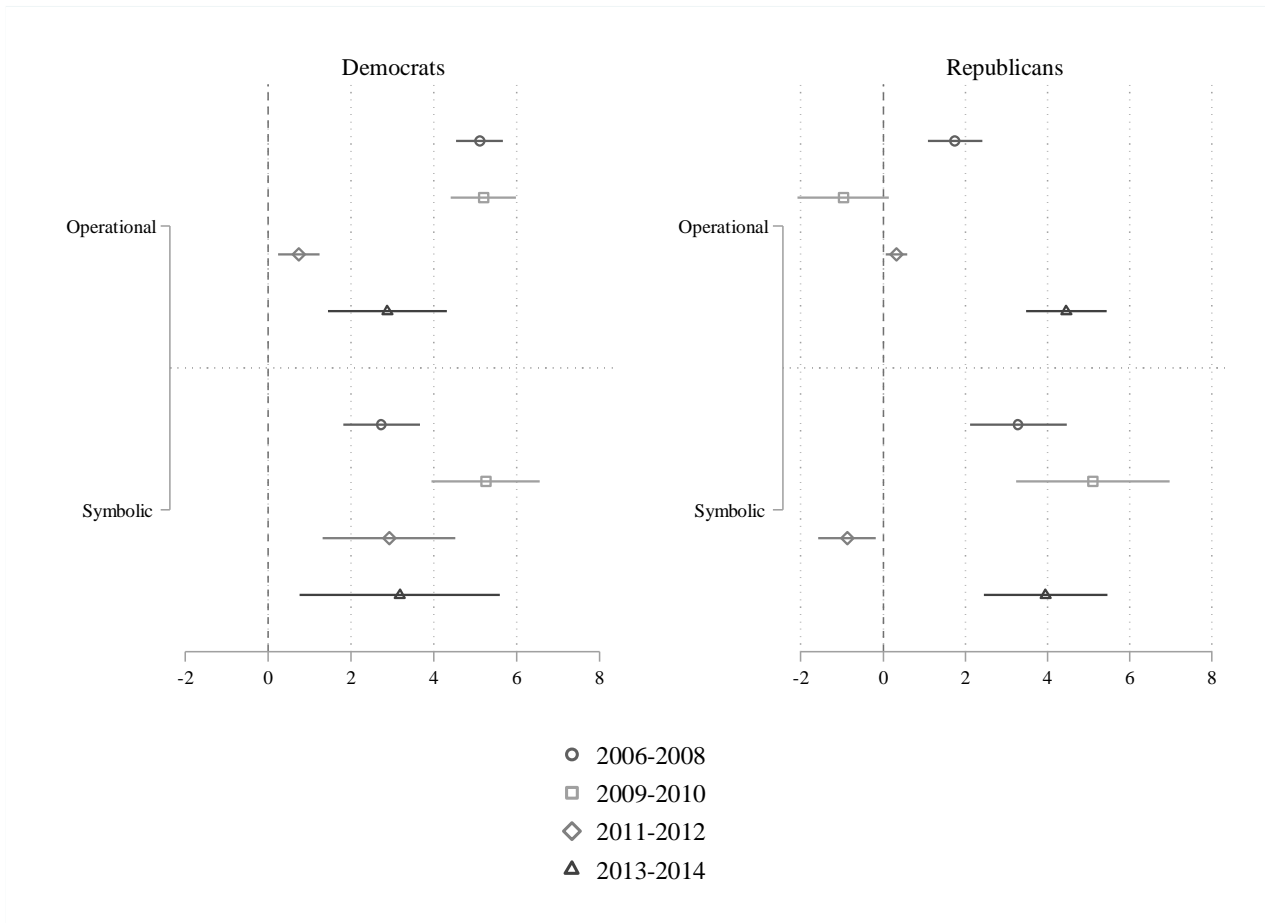 Democrats
Operational
Symbolic
-2 0 2 4 6 8
Republicans
Operational
Symbolic
-2 0 2 4 6 8
2006-2008
2009-2010
2011-2012
2013-2014